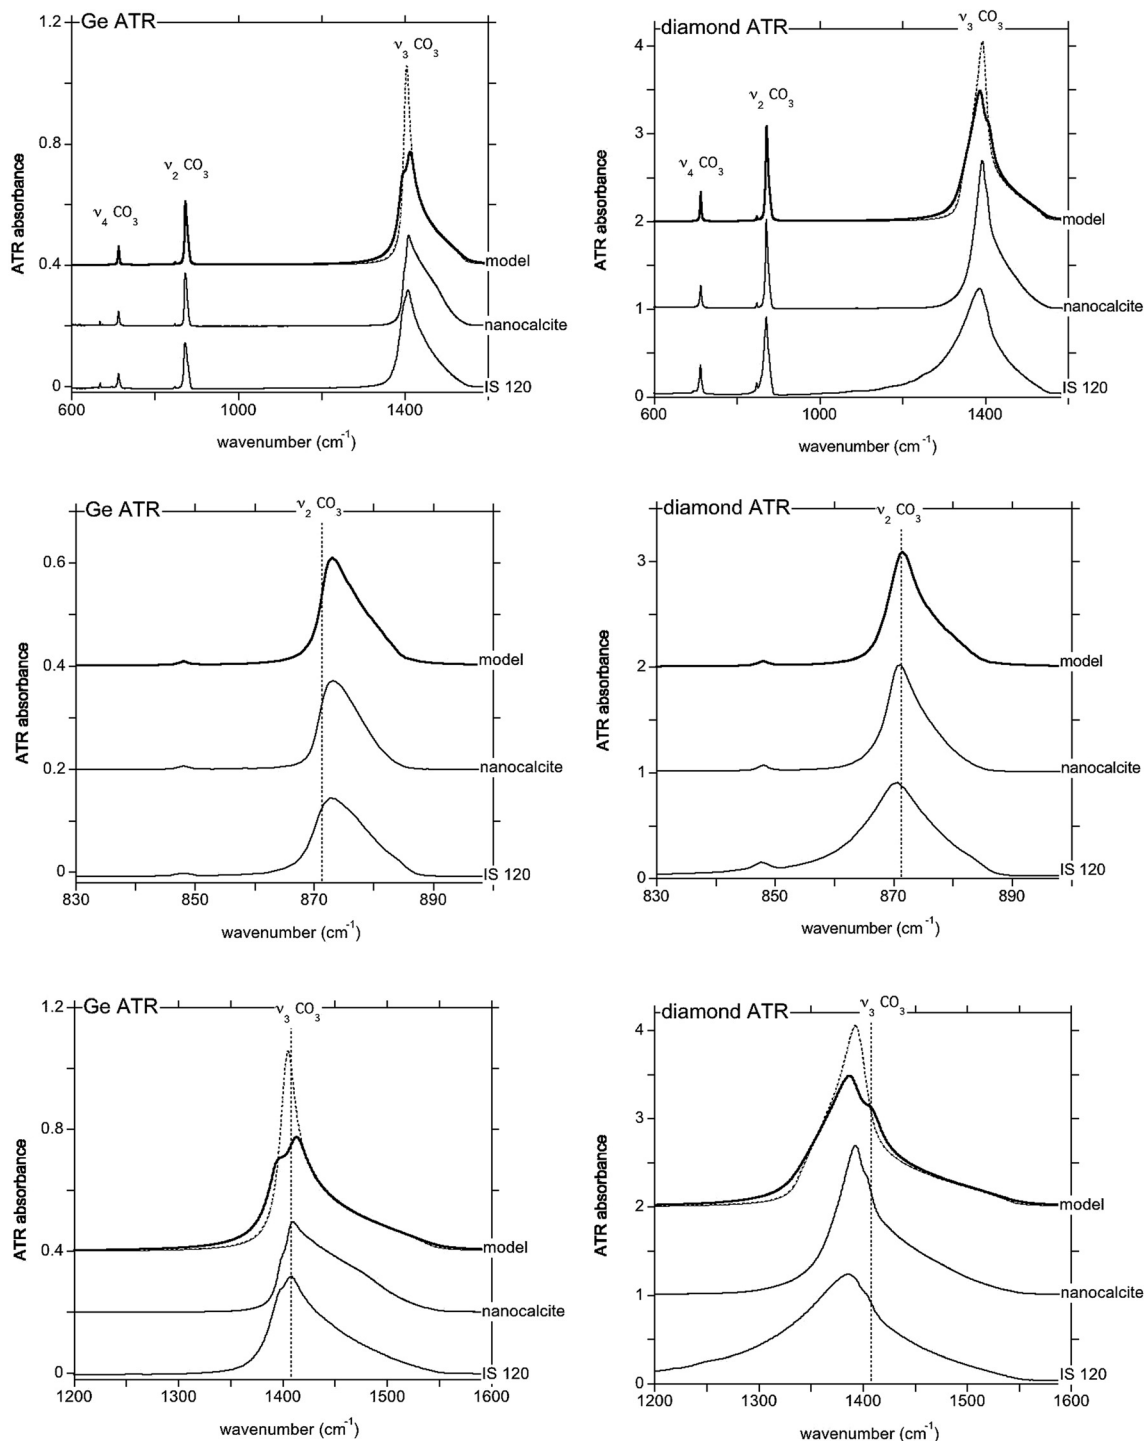 Ge ATR
1.2
0.8
0.4
0
ATR absorbance
ν4 CO3
ν2 CO3
ν3 CO3
model
nanocalcite
IS 120
600
1000
1400
wavenumber (cm-1)
diamond ATR
4
3
2
1
0
ATR absorbance
ν4 CO3
ν2 CO3
ν3 CO3
model
nanocalcite
IS 120
600
1000
1400
wavenumber (cm-1)
Ge ATR
ν2 CO3
0.6
0.4
0.2
0
ATR absorbance
model
nanocalcite
IS 120
830
850
870
890
wavenumber (cm-1)
diamond ATR
ν2 CO3
3
2
1
0
ATR absorbance
model
nanocalcite
IS 120
830
850
870
890
wavenumber (cm-1)
Ge ATR
ν3 CO3
1.2
0.8
0.4
0
ATR absorbance
model
nanocalcite
IS 120
1200
1300
1400
1500
1600
wavenumber (cm-1)
diamond ATR
ν3 CO3
4
3
2
1
0
ATR absorbance
model
nanocalcite
IS 120
1200
1300
1400
1500
1600
wavenumber (cm-1)